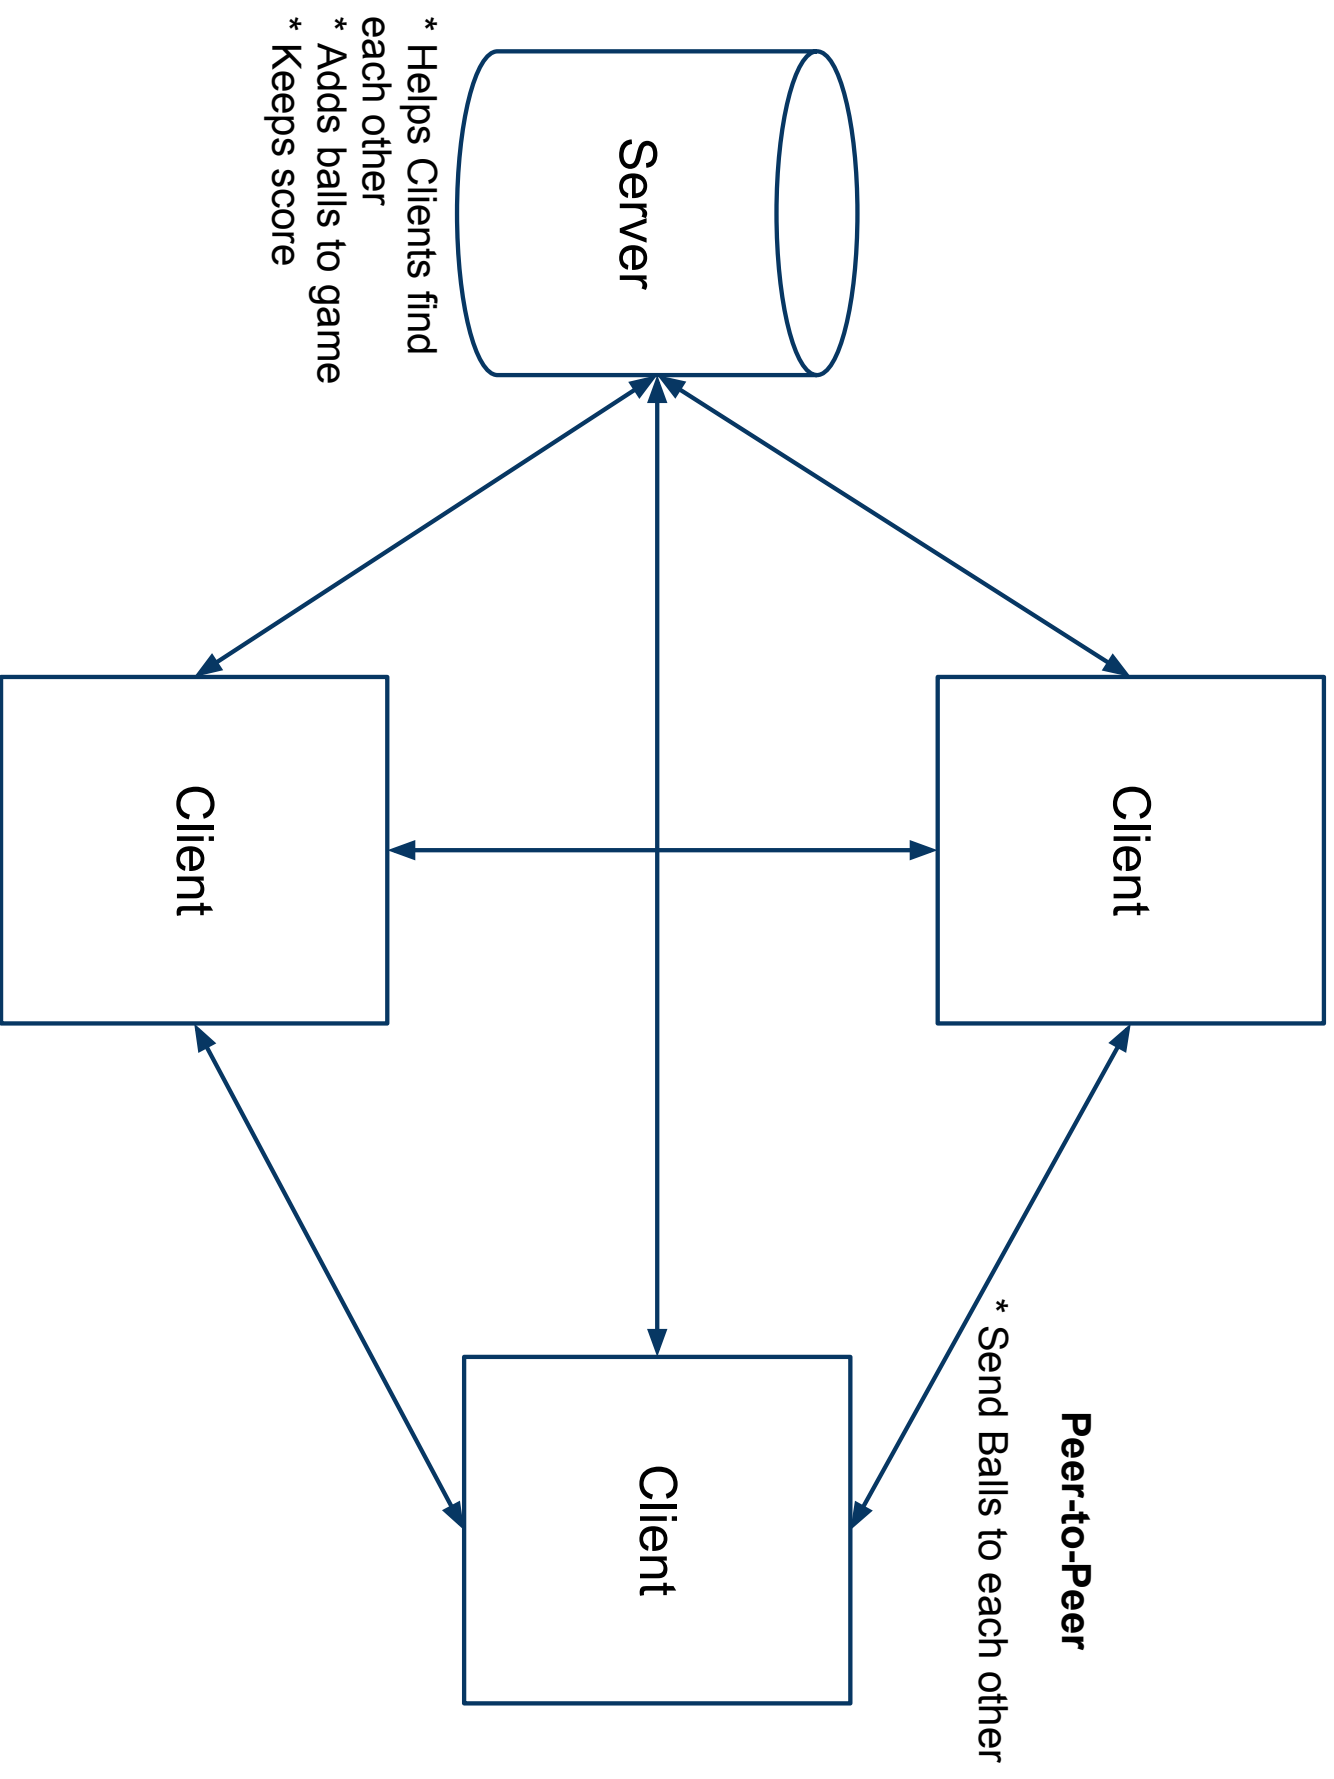 Peer-to-Peer
* Send Balls to each other
Client
Server
Client
Client
* Helps Clients find
each other
* Adds balls to game
* Keeps score